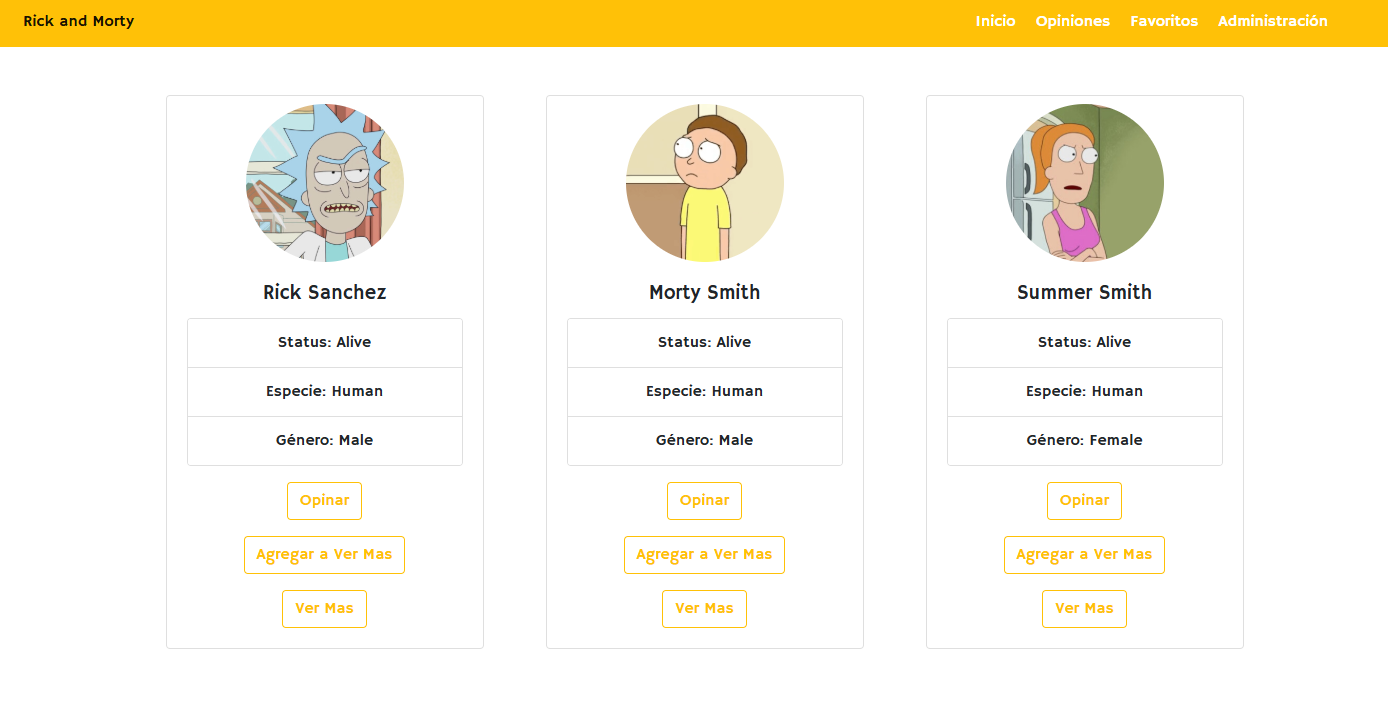 Rick and Morty
Inicio Opiniones Favoritos Administración
Rick Sanchez
Status: Alive
Especie: Human
Género: Male
Opinar
Agregar a Ver Mas
Ver Mas
Morty Smith
Status: Alive
Especie: Human
Género: Male
Opinar
Agregar a Ver Mas
Ver Mas
Summer Smith
Status: Alive
Especie: Human
Género: Female
Opinar
Agregar a Ver Mas
Ver Mas